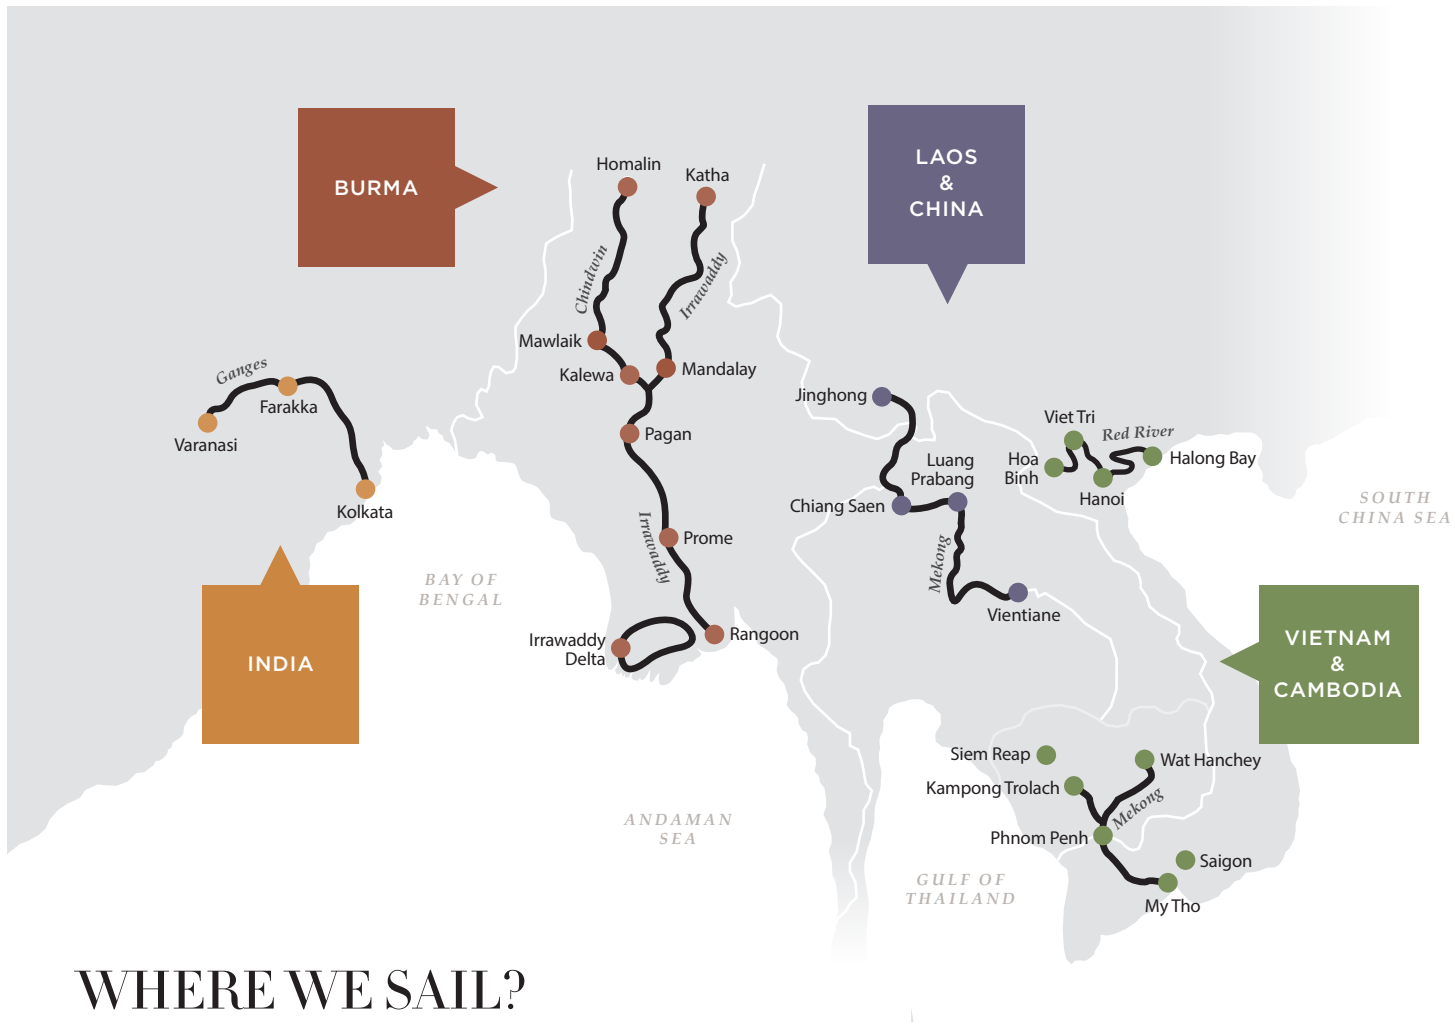 BURMA
LAOS
&
CHINA
Homalin
Katha
Chindwin
Irrawaddy
Mawlaik
Kalewa
Mandalay
Ganges
Farakka
Varanasi
Kolkata
Pagan
Jinghong
Viet Tri
Red River
Hoa
Binh
Halong Bay
Hanoi
Luang
Prabang
Chiang Saen
SOUTH
CHINA SEA
Irrawaddy
Prome
Mekong
Vientiane
BAY OF
BENGAL
INDIA
Irrawaddy
Delta
Rangoon
VIETNAM
&
CAMBODIA
Siem Reap
Wat Hanchey
Kampong Trolach
Mekong
Phnom Penh
Saigon
My Tho
ANDAMAN
SEA
GULF OF
THAILAND
WHERE WE SAIL?